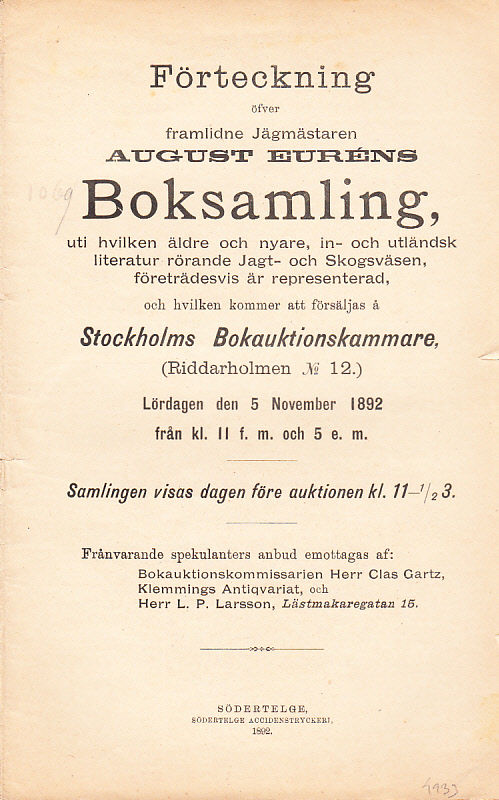 Förteckning
öfver
framlidne Jägmästaren
AUGUST EURÉNS
Boksamling,
uti hvilken äldre och nyare, in- och utländsk
literatur rörande Jagt- och Skogsväsen,
företrädesvis är representerad,
och hvilken kommer att försäljas å
Stockholms Bokauktionskammare,
(Riddarholmen № 12.)
Lördagen den 5 November 1892
från kl. 11 f. m. och 5 e. m.
Samlingen visas dagen före auktionen kl. 11–1/2 3.
Frånvarande spekulanters anbud emottagas af:
Bokauktionskommissarien Herr Clas Gartz,
Klemmings Antiqvariat, och
Herr L. P. Larsson, Lästmakaregatan 15.
SÖDERTELGE,
SÖDERTELGE ACCIDENSTRYCKERI,
1892.